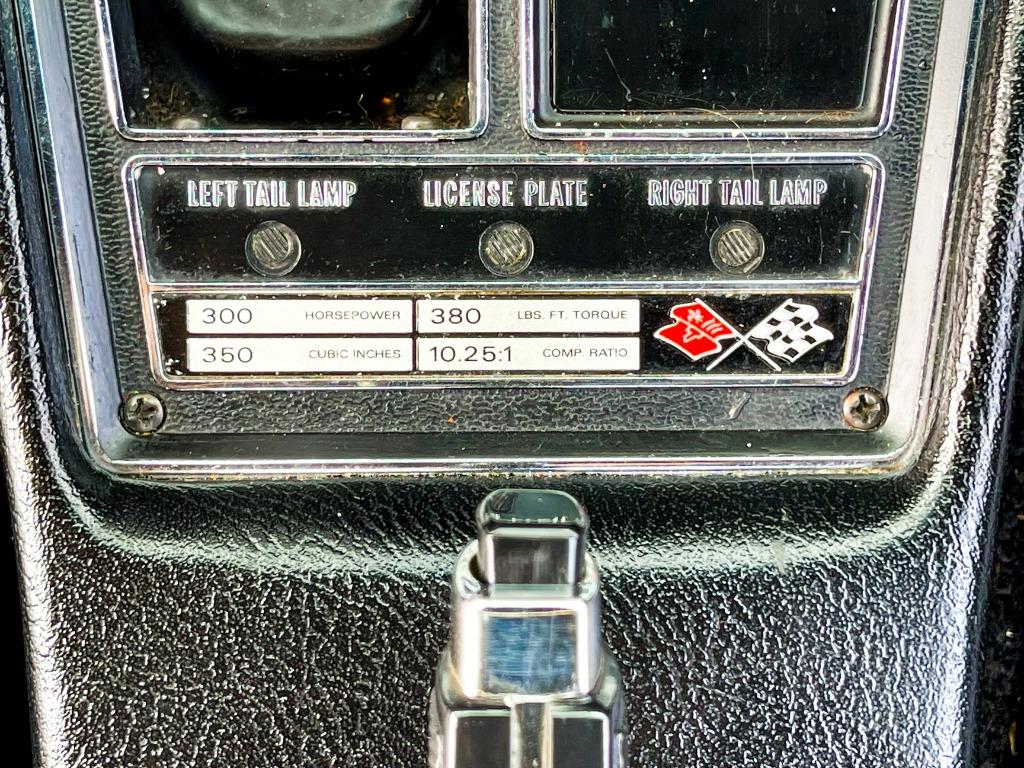 LEFT TAIL LAMP LICENSE PLATE RIGHT TAIL LAMP
300 HORSEPOWER 380 LBS. FT. TORQUE
350 CUBIC INCHES 10.25:1 COMP. RATIO